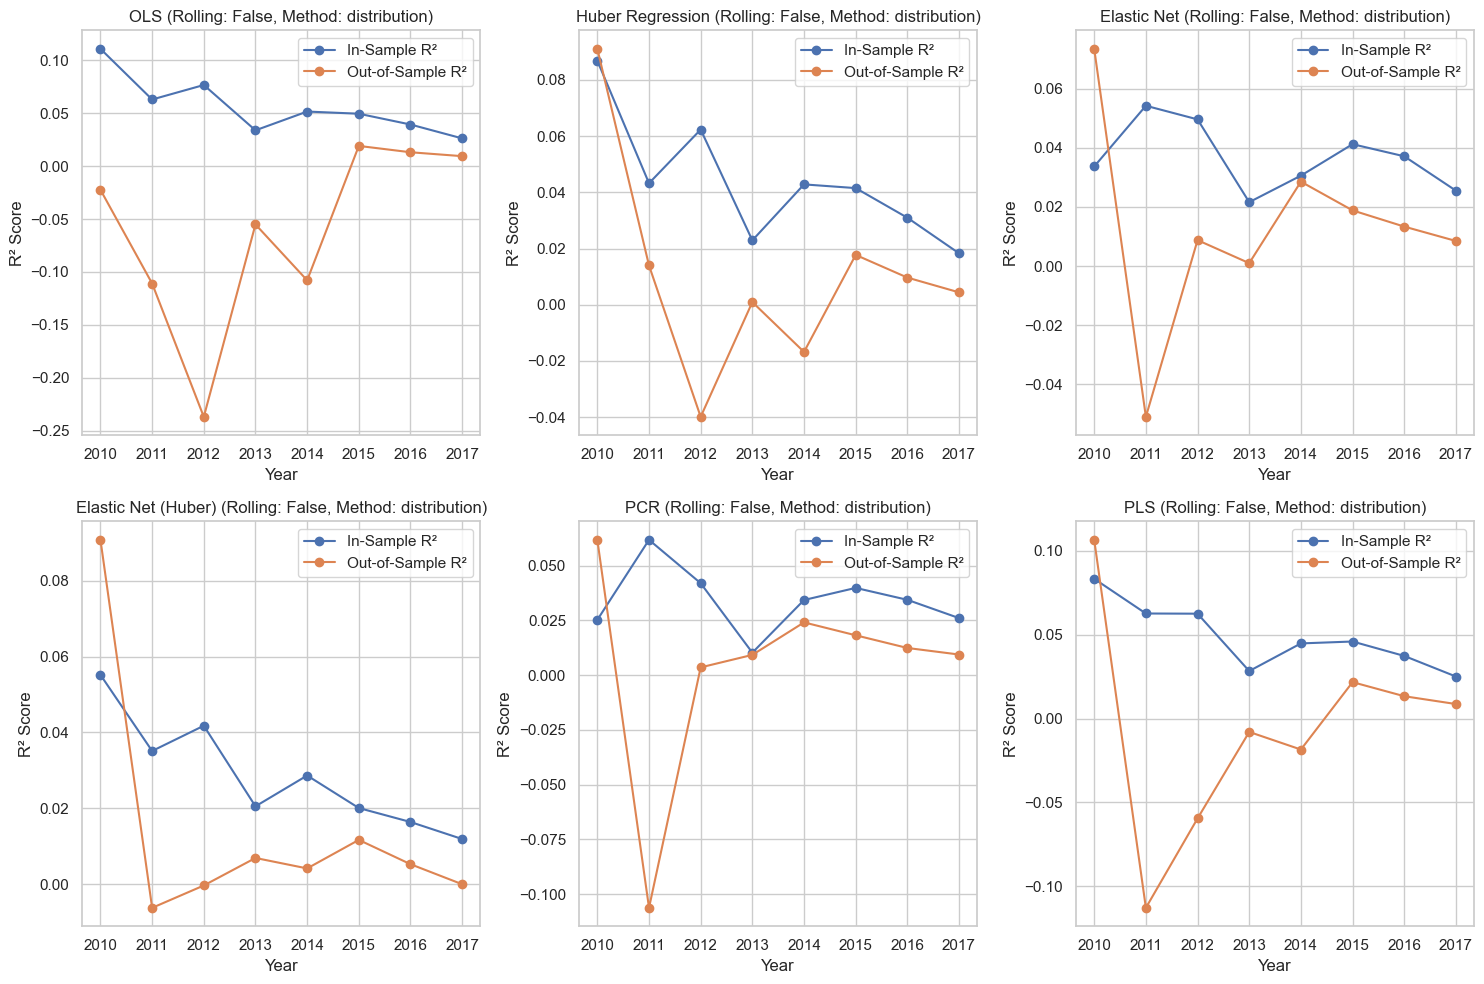 OLS (Rolling: False, Method: distribution)
In-Sample R²
Out-of-Sample R²
0.10
0.05
0.00
−0.05
−0.10
−0.15
−0.20
−0.25
R² Score
2010 2011 2012 2013 2014 2015 2016 2017
Year
Huber Regression (Rolling: False, Method: distribution)
In-Sample R²
Out-of-Sample R²
0.08
0.06
0.04
0.02
0.00
−0.02
−0.04
R² Score
2010 2011 2012 2013 2014 2015 2016 2017
Year
Elastic Net (Rolling: False, Method: distribution)
In-Sample R²
Out-of-Sample R²
0.06
0.04
0.02
0.00
−0.02
−0.04
R² Score
2010 2011 2012 2013 2014 2015 2016 2017
Year
Elastic Net (Huber) (Rolling: False, Method: distribution)
In-Sample R²
Out-of-Sample R²
0.08
0.06
0.04
0.02
0.00
R² Score
2010 2011 2012 2013 2014 2015 2016 2017
Year
PCR (Rolling: False, Method: distribution)
In-Sample R²
Out-of-Sample R²
0.050
0.025
0.000
−0.025
−0.050
−0.075
−0.100
R² Score
2010 2011 2012 2013 2014 2015 2016 2017
Year
PLS (Rolling: False, Method: distribution)
In-Sample R²
Out-of-Sample R²
0.10
0.05
0.00
−0.05
−0.10
R² Score
2010 2011 2012 2013 2014 2015 2016 2017
Year